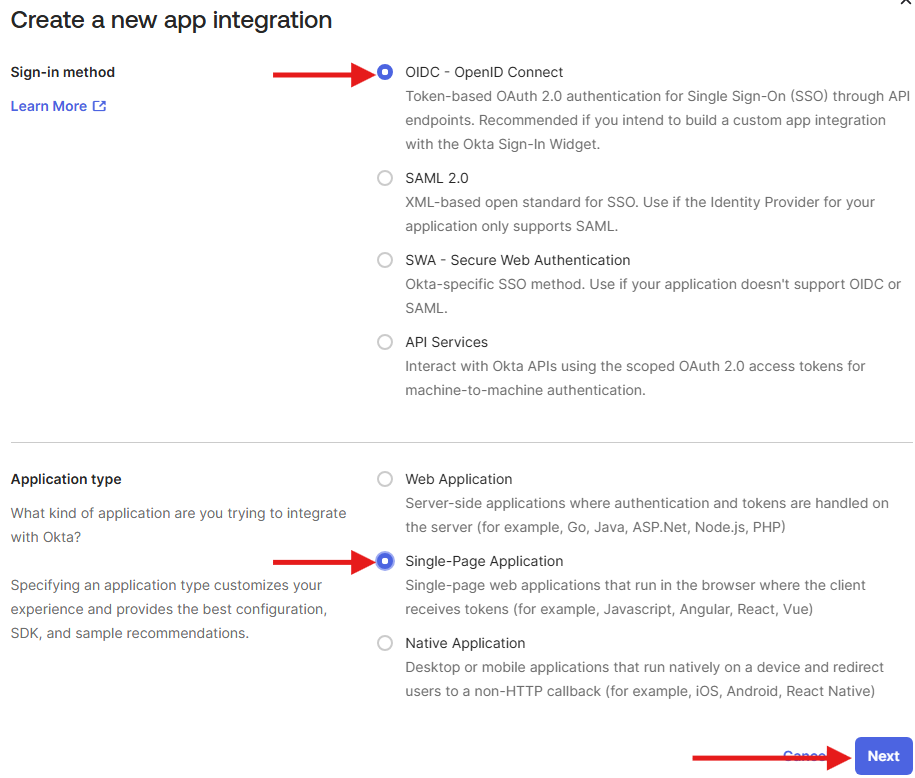 Create a new app integration
Sign-in method
Learn More
OIDC - OpenID Connect
Token-based OAuth 2.0 authentication for Single Sign-On (SSO) through API
endpoints. Recommended if you intend to build a custom app integration
with the Okta Sign-In Widget.
SAML 2.0
XML-based open standard for SSO. Use if the Identity Provider for your
application only supports SAML.
SWA - Secure Web Authentication
Okta-specific SSO method. Use if your application doesn't support OIDC or
SAML.
API Services
Interact with Okta APIs using the scoped OAuth 2.0 access tokens for
machine-to-machine authentication.
Application type
What kind of application are you trying to integrate
with Okta?
Specifying an application type customizes your
experience and provides the best configuration,
SDK, and sample recommendations.
Web Application
Server-side applications where authentication and tokens are handled on
the server (for example, Go, Java, ASP.Net, Node.js, PHP)
Single-Page Application
Single-page web applications that run in the browser where the client
receives tokens (for example, Javascript, Angular, React, Vue)
Native Application
Desktop or mobile applications that run natively on a device and redirect
users to a non-HTTP callback (for example, iOS, Android, React Native)
Cancel
Next